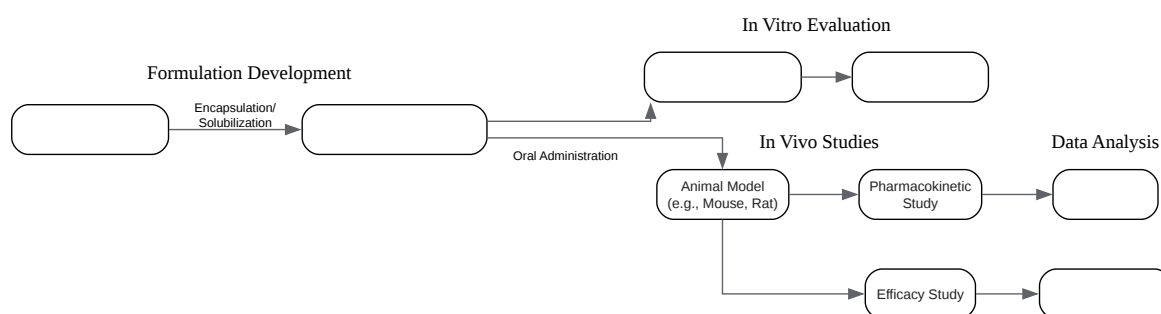 In Vitro Evaluation
Formulation Development
Encapsulation/
Solubilization
Oral Administration
In Vivo Studies
Data Analysis
Animal Model
(e.g., Mouse, Rat)
Pharmacokinetic
Study
Efficacy Study